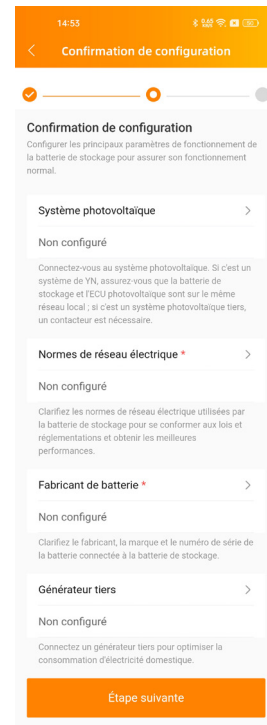 14:53
Confirmation de configuration
Confirmation de configuration
Configurer les principaux paramètres de fonctionnement de
la batterie de stockage pour assurer son fonctionnement
normal.
Système photovoltaïque
Non configuré
Connectez-vous au système photovoltaïque. Si c'est un
système de YN, assurez-vous que la batterie de
stockage et l'ECU photovoltaïque sont sur le même
réseau local ; si c'est un système photovoltaïque tiers,
un contacteur est nécessaire.
Normes de réseau électrique *
Non configuré
Clarifiez les normes de réseau électrique utilisées par
la batterie de stockage pour se conformer aux lois et
réglementations et obtenir les meilleures
performances.
Fabricant de batterie *
Non configuré
Clarifiez le fabricant, la marque et le numéro de série de
la batterie connectée à la batterie de stockage.
Générateur tiers
Non configuré
Connectez un générateur tiers pour optimiser la
consommation d'électricité domestique.
Étape suivante